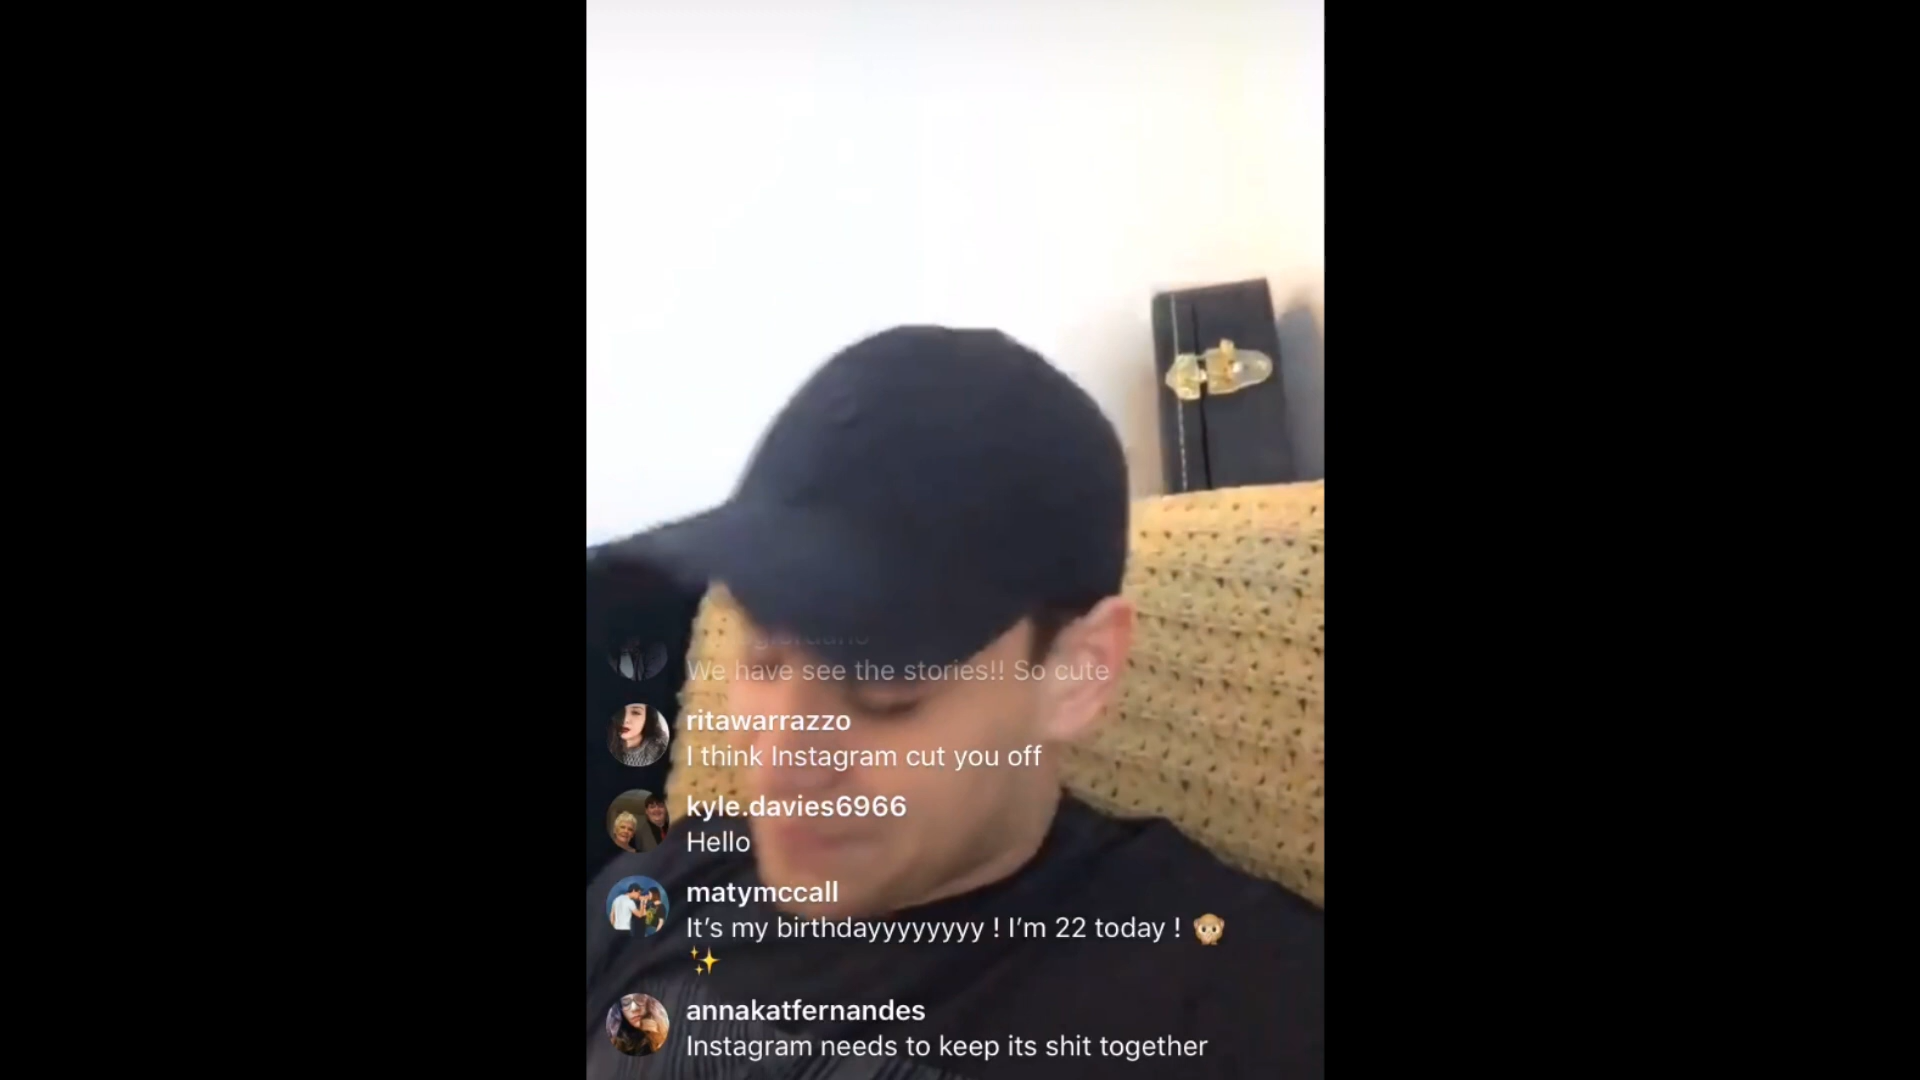 We have see the stories!! So cute
ritawarrazzo
I think Instagram cut you off
kyle.davies6966
Hello
matymccall
It’s my birthdayyyyyyyy ! I’m 22 today ! 🙊
✨
annakatfernandes
Instagram needs to keep its shit together